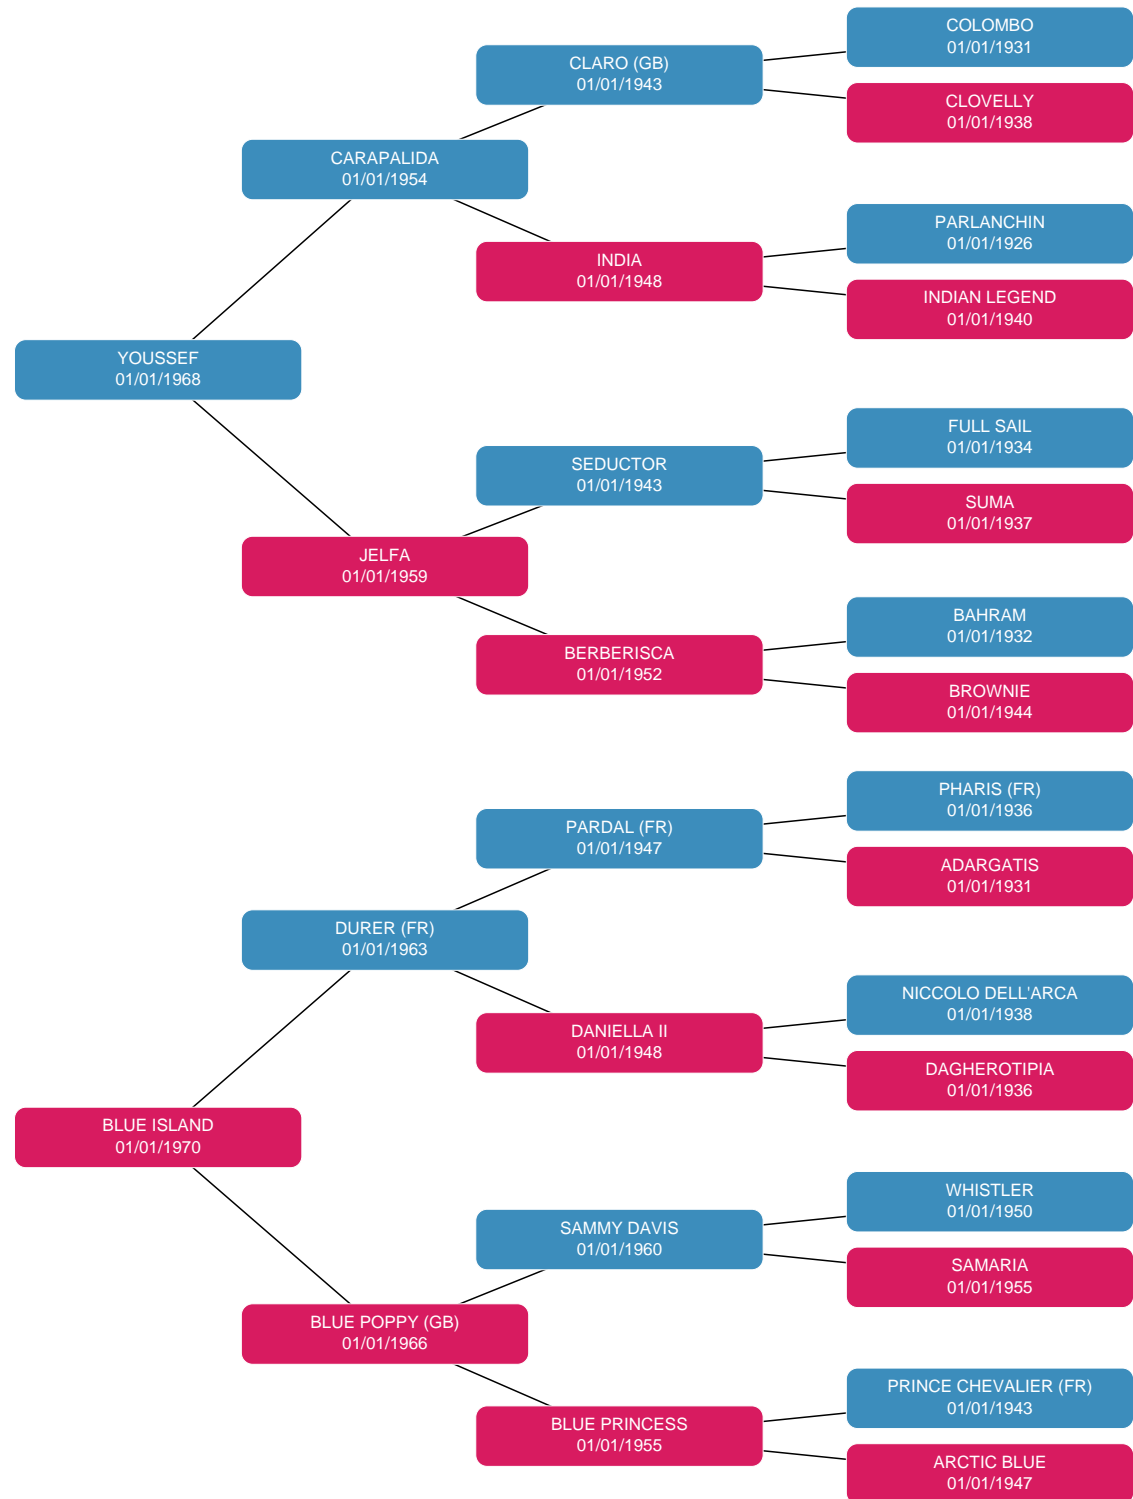 COLOMBO
01/01/1931
CLARO (GB)
01/01/1943
CLOVELLY
01/01/1938
CARAPALIDA
01/01/1954
PARLANCHIN
01/01/1926
INDIA
01/01/1948
INDIAN LEGEND
01/01/1940
YOUSSEF
01/01/1968
FULL SAIL
01/01/1934
SEDUCTOR
01/01/1943
SUMA
01/01/1937
JELFA
01/01/1959
BAHRAM
01/01/1932
BERBERISCA
01/01/1952
BROWNIE
01/01/1944
PHARIS (FR)
01/01/1936
PARDAL (FR)
01/01/1947
ADARGATIS
01/01/1931
DURER (FR)
01/01/1963
NICCOLO DELL'ARCA
01/01/1938
DANIELLA II
01/01/1948
DAGHEROTIPIA
01/01/1936
BLUE ISLAND
01/01/1970
WHISTLER
01/01/1950
SAMMY DAVIS
01/01/1960
SAMARIA
01/01/1955
BLUE POPPY (GB)
01/01/1966
PRINCE CHEVALIER (FR)
01/01/1943
BLUE PRINCESS
01/01/1955
ARCTIC BLUE
01/01/1947